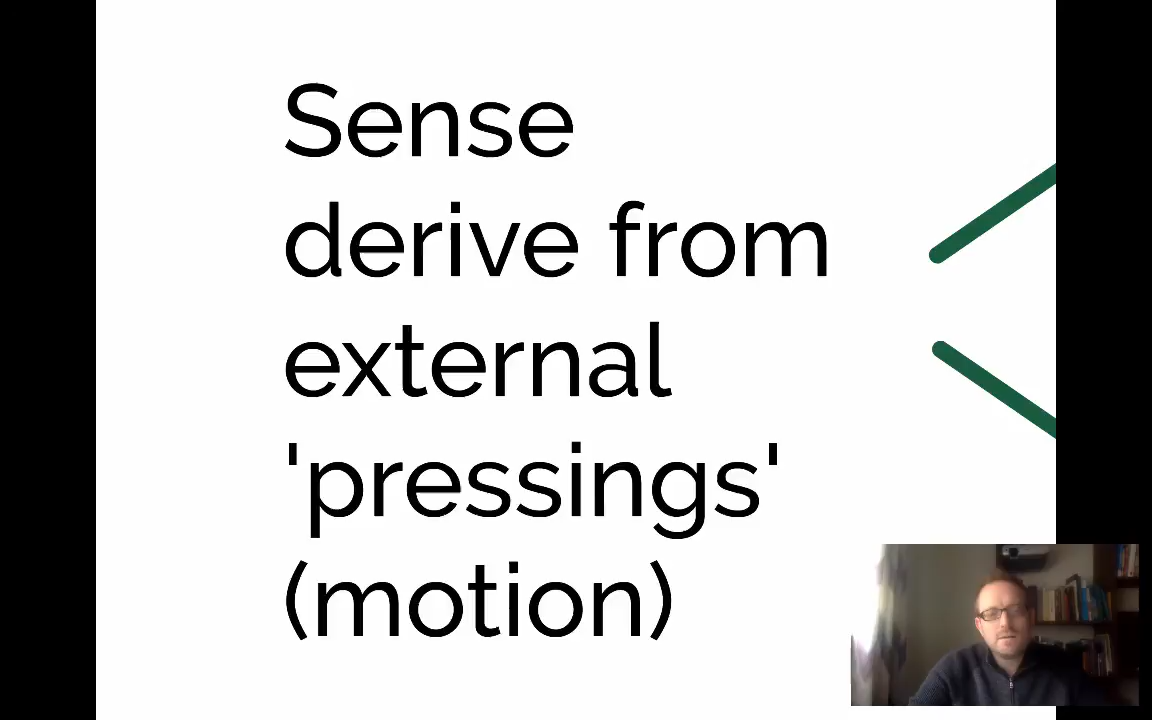 Sense
derive from
external
'pressings'
(motion)